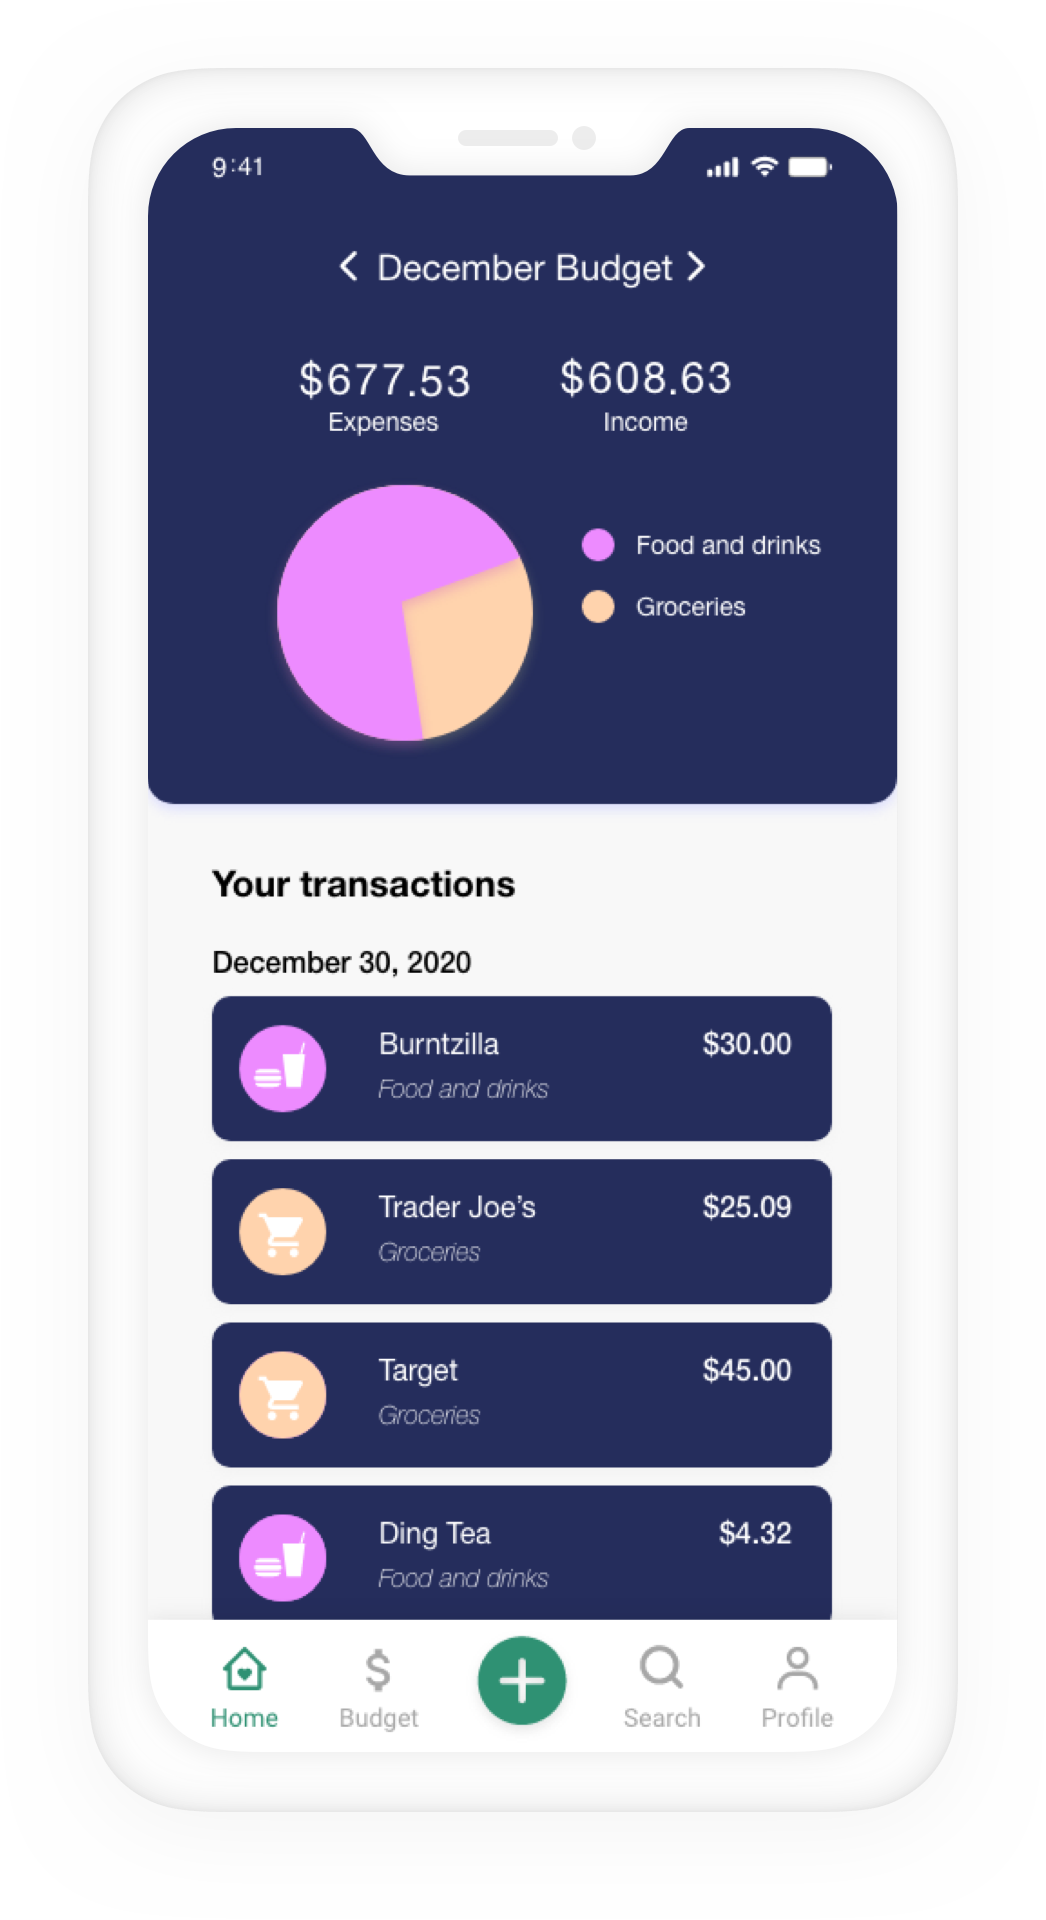 9:41
December Budget
$677.53 $608.63
Expenses Income
Food and drinks
Groceries
Your transactions
December 30, 2020
Burntzilla $30.00
Food and drinks
Trader Joe’s $25.09
Groceries
Target $45.00
Groceries
Ding Tea $4.32
Food and drinks
Home Budget Search Profile